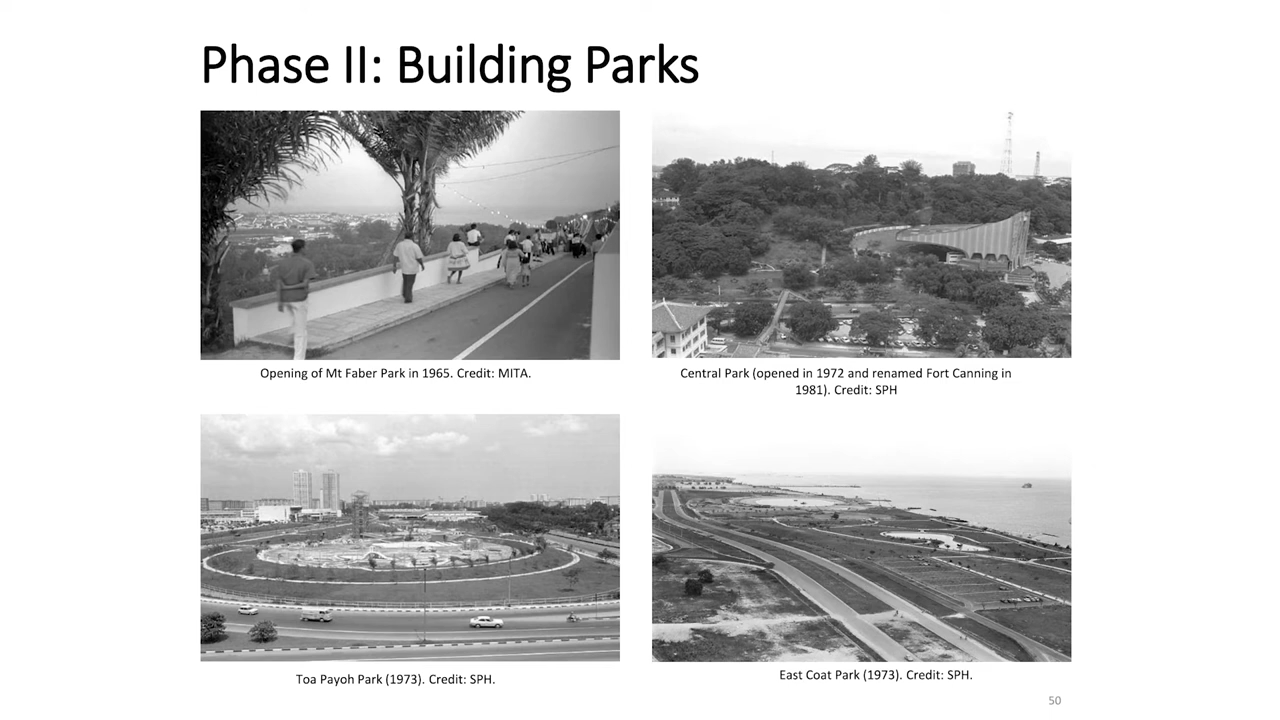 Phase II: Building Parks
Opening of Mt Faber Park in 1965. Credit: MITA.
Central Park (opened in 1972 and renamed Fort Canning in
1981). Credit: SPH
Toa Payoh Park (1973). Credit: SPH.
East Coat Park (1973). Credit: SPH.
50